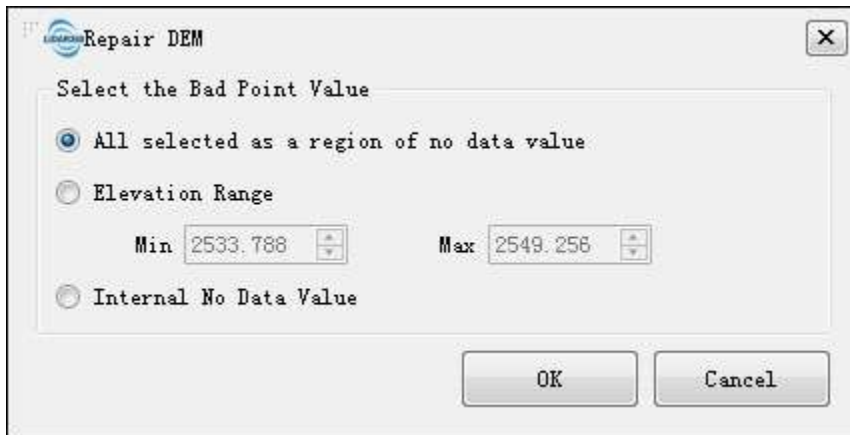 Repair DEM
Select the Bad Point Value
All selected as a region of no data value
Elevation Range
Min 2533.788 Max 2549.256
Internal No Data Value
OK Cancel